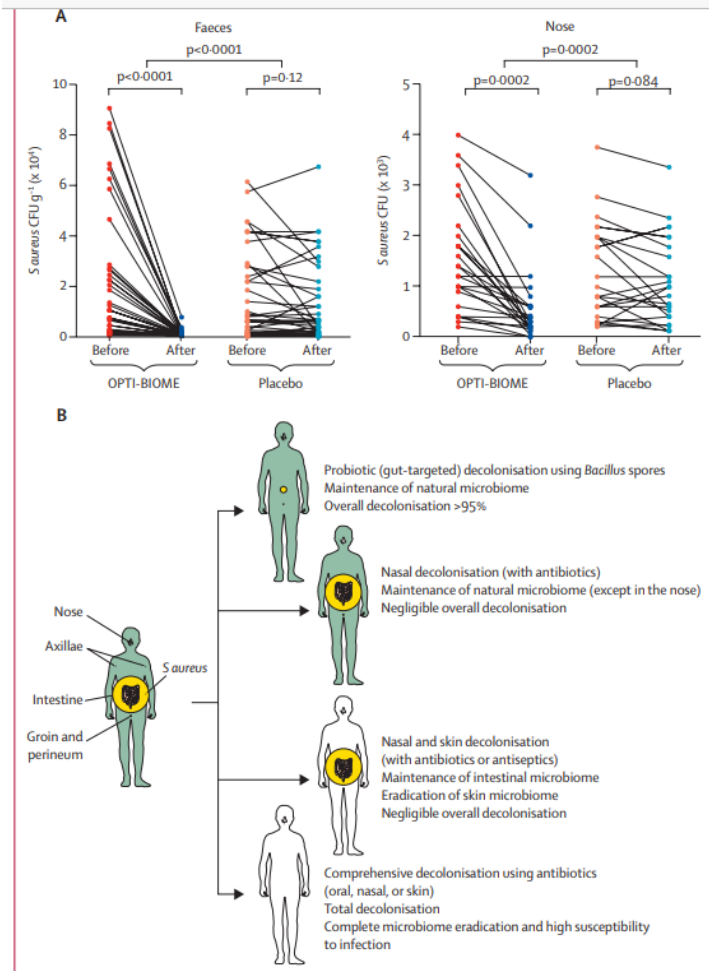 A
Faeces
p<0·0001
p<0·0001
p=0·12
10
8
6
4
2
0
S aureus CFU g⁻¹ (x 10⁴)
Before
After
Before
After
OPTI-BIOME
Placebo
Nose
p=0·0002
p=0·0002
p=0·084
5
4
3
2
1
0
S aureus CFU (x 10³)
Before
After
Before
After
OPTI-BIOME
Placebo
B
Nose
Axillae
S aureus
Intestine
Groin and
perineum
Probiotic (gut-targeted) decolonisation using Bacillus spores
Maintenance of natural microbiome
Overall decolonisation >95%
Nasal decolonisation (with antibiotics)
Maintenance of natural microbiome (except in the nose)
Negligible overall decolonisation
Nasal and skin decolonisation
(with antibiotics or antiseptics)
Maintenance of intestinal microbiome
Eradication of skin microbiome
Negligible overall decolonisation
Comprehensive decolonisation using antibiotics
(oral, nasal, or skin)
Total decolonisation
Complete microbiome eradication and high susceptibility
to infection